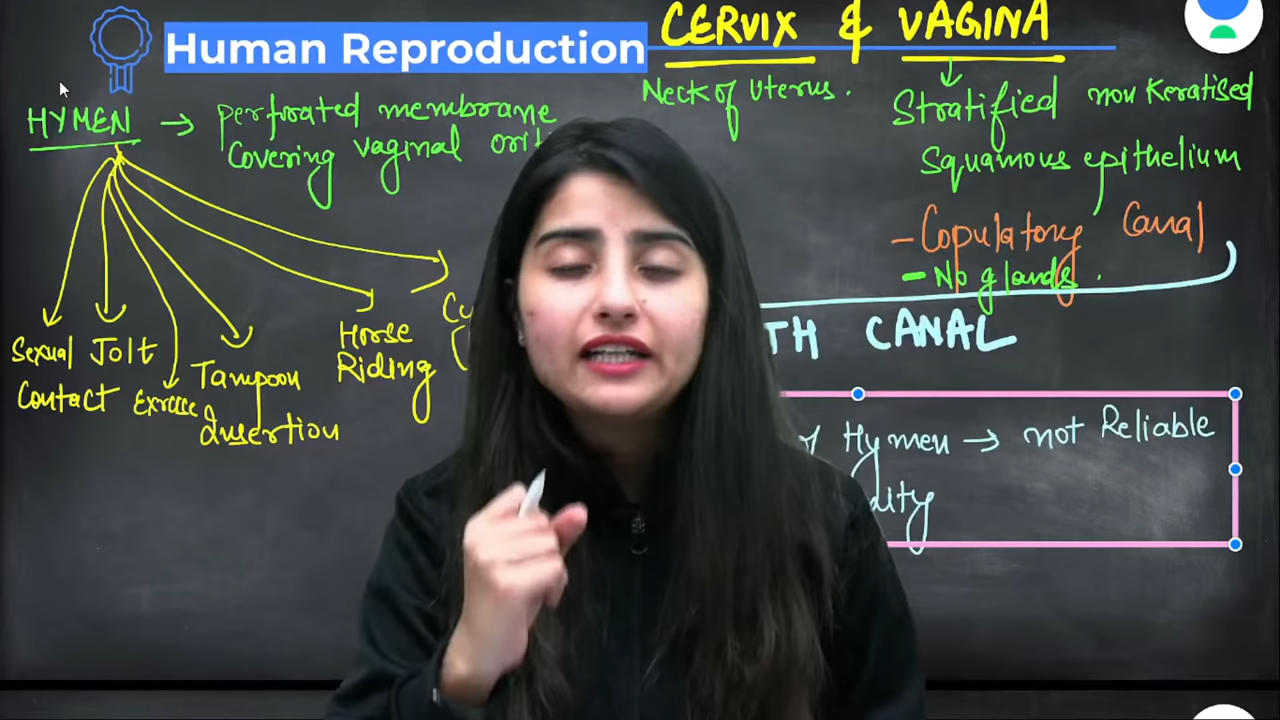 Human Reproduction
CERVIX & VAGINA
Neck of Uterus.
Stratified non Keratised
Squamous epithelium
- Copulatory Canal
- No glands.
HYMEN → perforated membrane
Covering vaginal
Sexual Contact
Jolt
Exrcise
Tampoon
Insertion
Horse
Riding
CANAL
Hymen → not Reliable